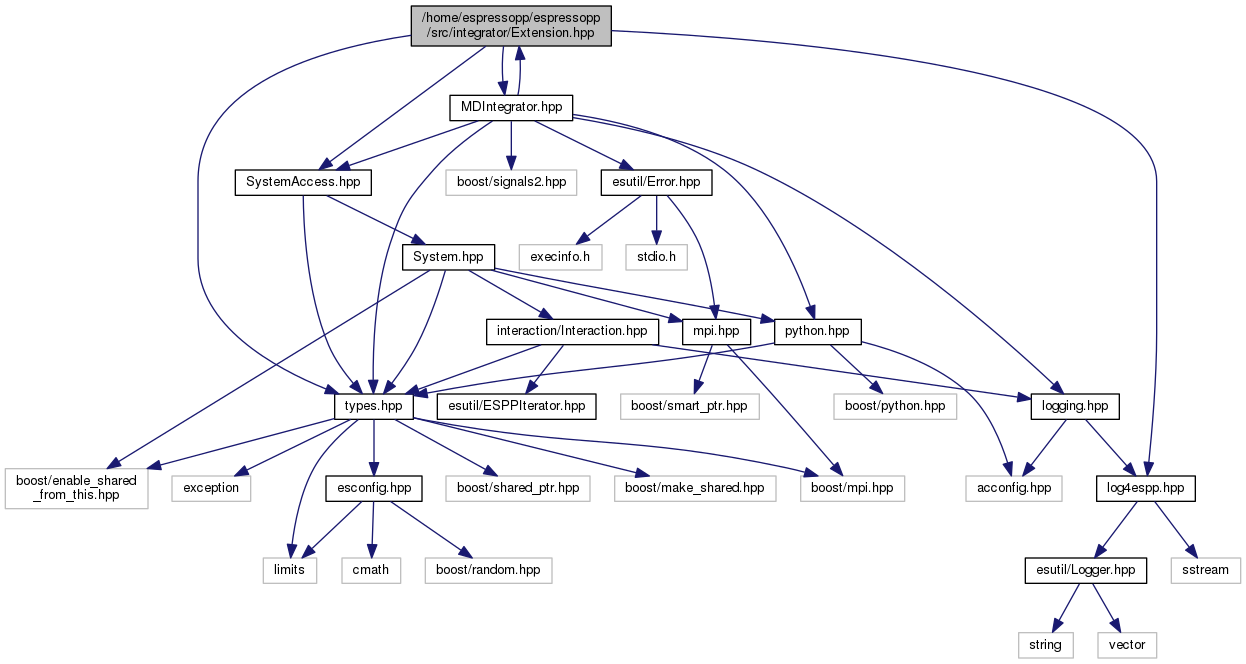 /home/espressopp/espressopp
/src/integrator/Extension.hpp
MDIntegrator.hpp
SystemAccess.hpp
boost/signals2.hpp
esutil/Error.hpp
System.hpp
execinfo.h
stdio.h
interaction/Interaction.hpp
mpi.hpp
python.hpp
types.hpp
esutil/ESPPIterator.hpp
boost/smart_ptr.hpp
boost/python.hpp
logging.hpp
boost/enable_shared
_from_this.hpp
exception
esconfig.hpp
boost/shared_ptr.hpp
boost/make_shared.hpp
boost/mpi.hpp
acconfig.hpp
log4espp.hpp
limits
cmath
boost/random.hpp
esutil/Logger.hpp
sstream
string
vector